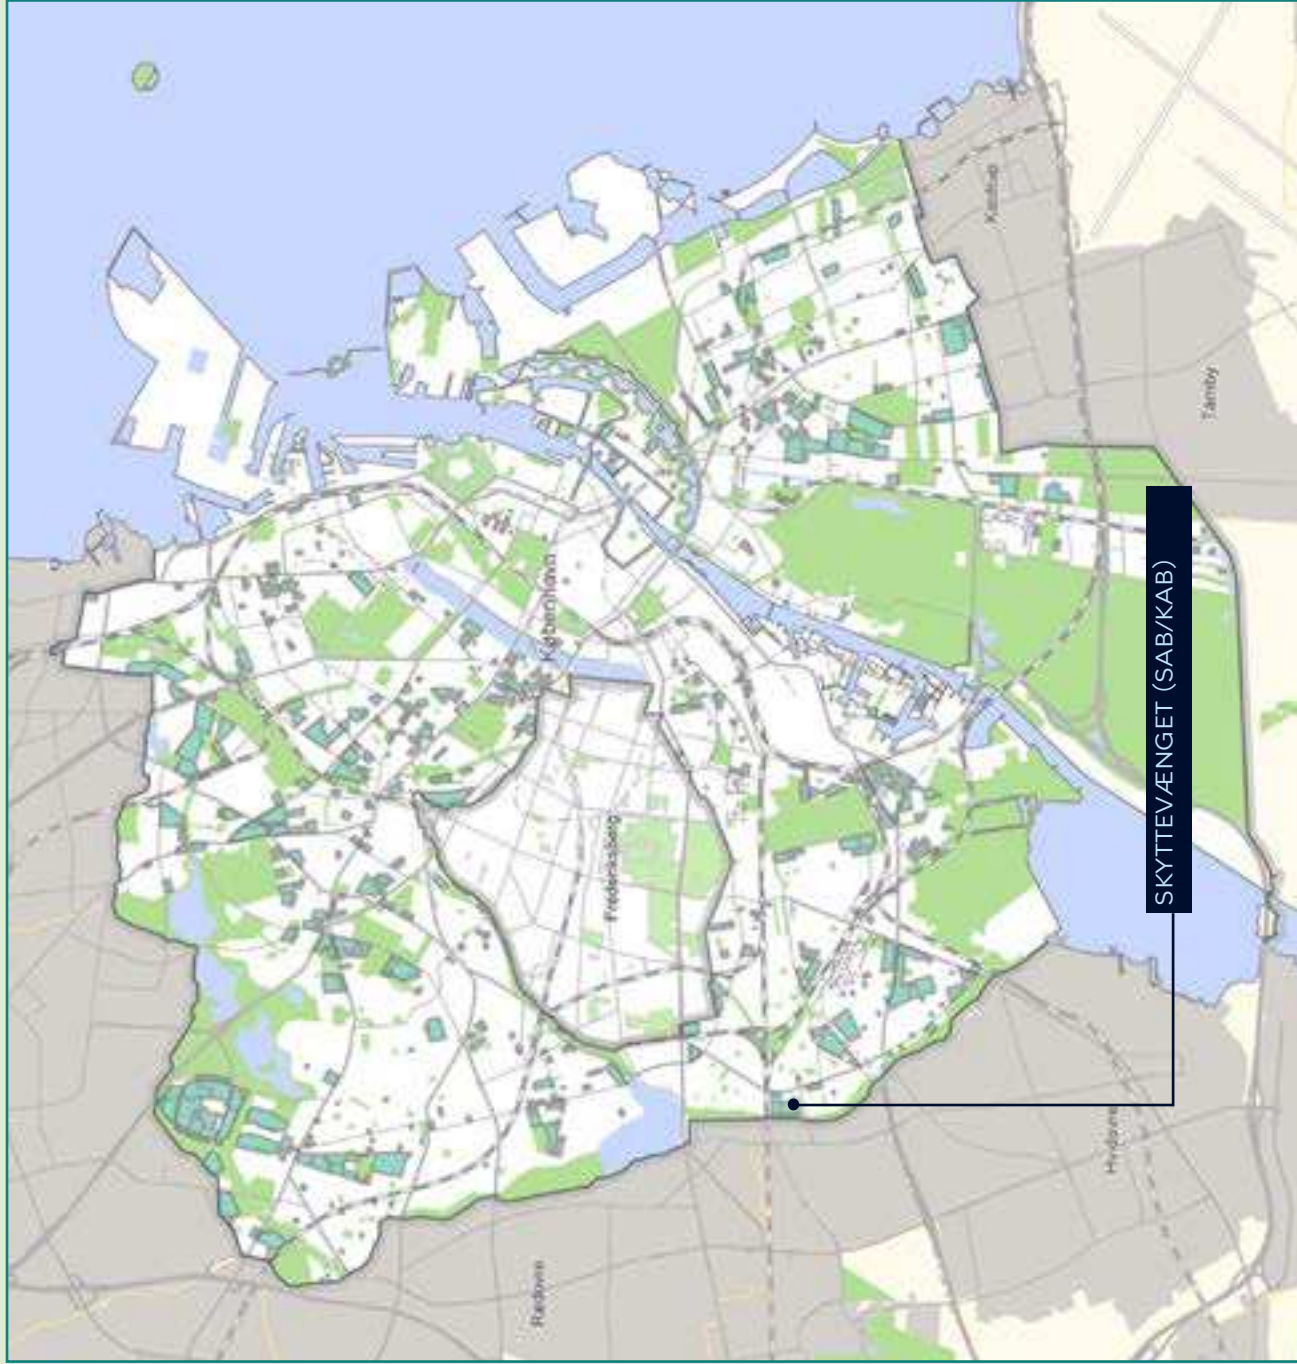 København
Frederiksberg
Kastrup
Tårnby
SKYTTEVÆNGET (SAB/KAB)
Hvidovre
Rødovre